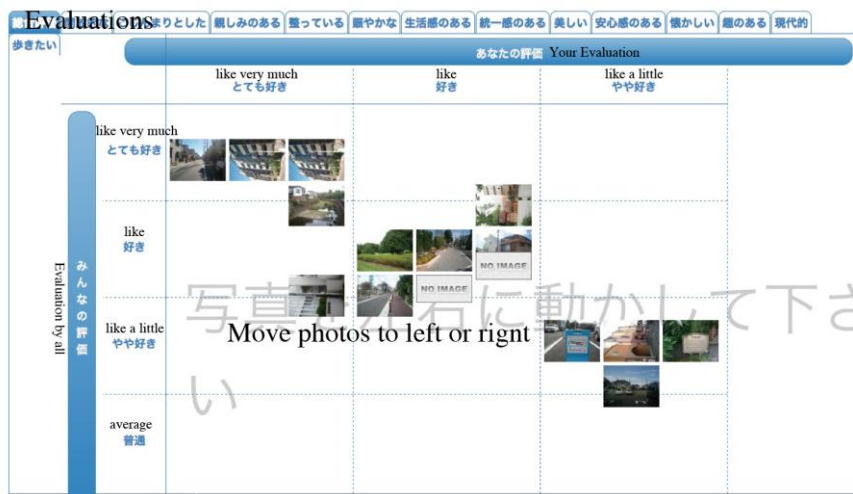 Evaluations
まりとした 親しみのある 整っている 賑やかな 生活感のある 統一感のある 美しい 安心感のある 懐かしい 趣のある 現代的
歩きたい
あなたの評価 Your Evaluation
like very much like like a little
とても好き 好き やや好き
like very much
とても好き
like
好き
NO IMAGE
NO IMAGE
写真を左右に動かして下さい
Move photos to left or rignt
like a little
やや好き
average
普通
みんなの評価
Evaluation by all